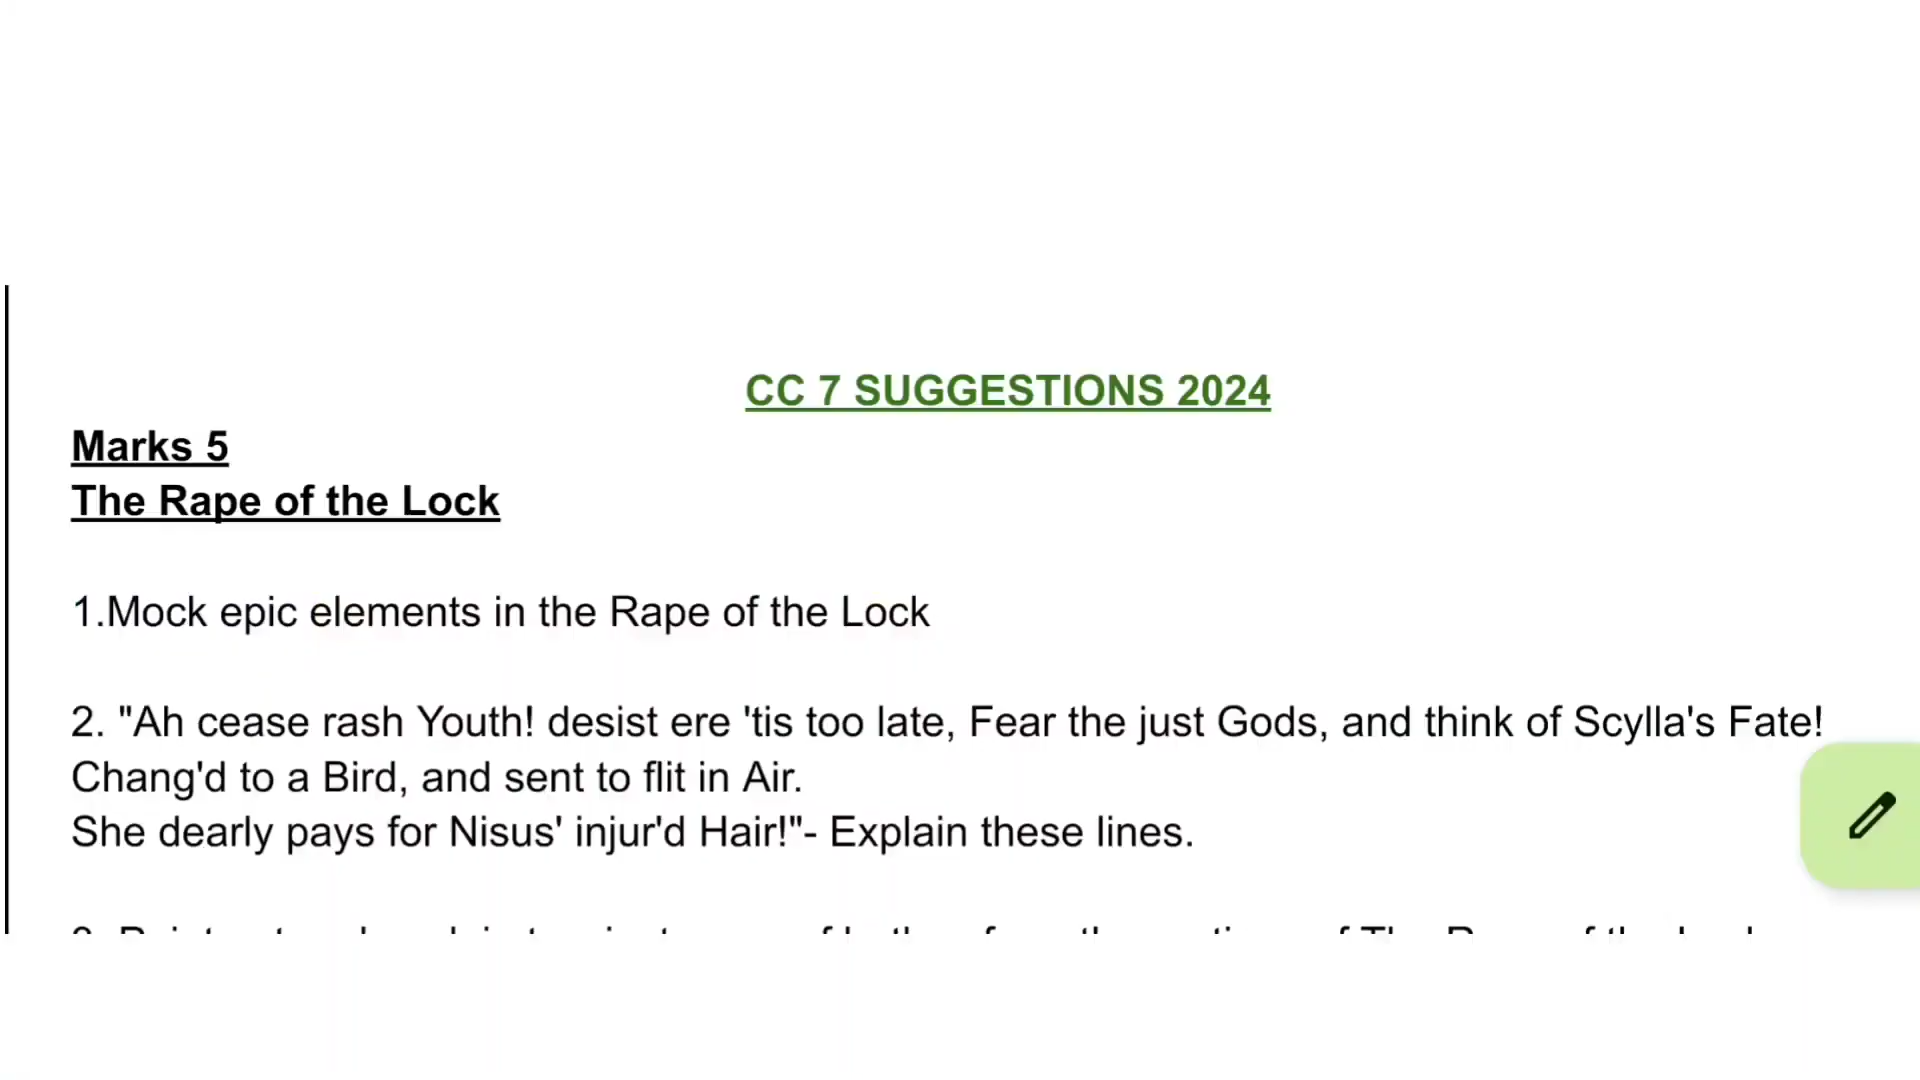 CC 7 SUGGESTIONS 2024
Marks 5
The Rape of the Lock
1.Mock epic elements in the Rape of the Lock
2. "Ah cease rash Youth! desist ere 'tis too late, Fear the just Gods, and think of Scylla's Fate!
Chang'd to a Bird, and sent to flit in Air.
She dearly pays for Nisus' injur'd Hair!"- Explain these lines.